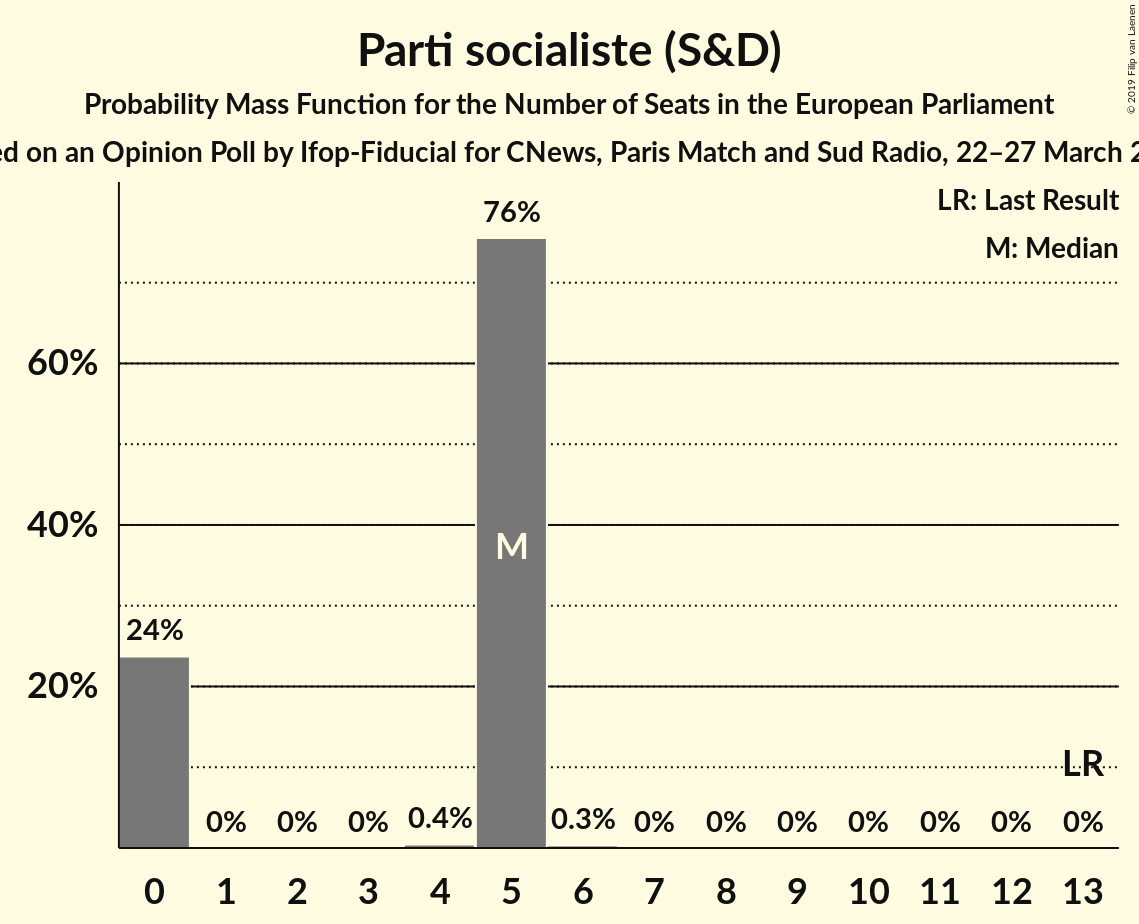 Parti socialiste (S&D)
Probability Mass Function for the Number of Seats in the European Parliament
ed on an Opinion Poll by Ifop-Fiducial for CNews, Paris Match and Sud Radio, 22–27 March 2
© 2019 Filip van Laenen
LR: Last Result
M: Median
76%
60%
40%
M
24%
20%
LR
0% 0% 0% 0.4% 0.3% 0% 0% 0% 0% 0% 0% 0%
0 1 2 3 4 5 6 7 8 9 10 11 12 13